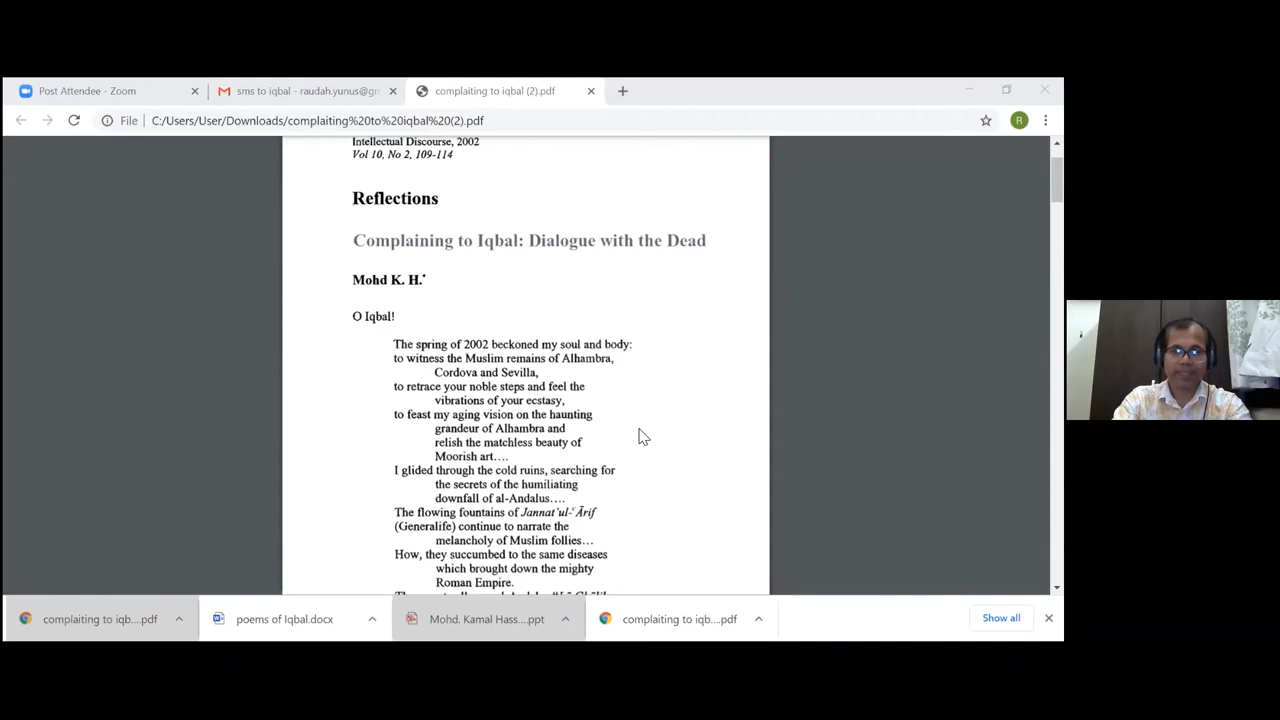 Post Attendee - Zoom
sms to iqbal - raudah.yunus@gm
complaiting to iqbal (2).pdf
File
C:/Users/User/Downloads/complaiting%20to%20iqbal%20(2).pdf
R
Intellectual Discourse, 2002
Vol 10, No 2, 109-114
Reflections
Complaining to Iqbal: Dialogue with the Dead
Mohd K. H.*
O Iqbal!
The spring of 2002 beckoned my soul and body:
to witness the Muslim remains of Alhambra,
Cordova and Sevilla,
to retrace your noble steps and feel the
vibrations of your ecstasy,
to feast my aging vision on the haunting
grandeur of Alhambra and
relish the matchless beauty of
Moorish art….
I glided through the cold ruins, searching for
the secrets of the humiliating
downfall of al-Andalus….
The flowing fountains of Jannat'ul-ʿĀrif
(Generalife) continue to narrate the
melancholy of Muslim follies…
How, they succumbed to the same diseases
which brought down the mighty
Roman Empire.
complaiting to iqb....pdf
poems of Iqbal.docx
Mohd. Kamal Hass....ppt
complaiting to iqb....pdf
Show all